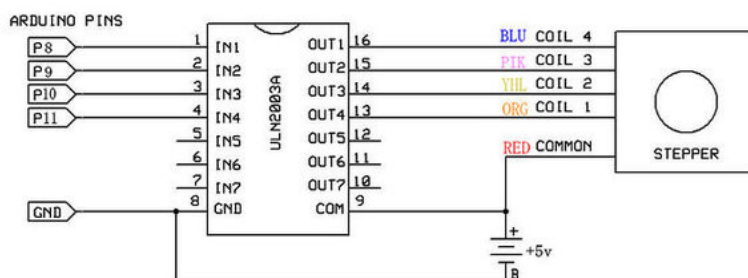 ARDUINO PINS
P8 1 IN1 OUT1 16 BLU COIL 4
P9 2 IN2 OUT2 15 PIK COIL 3
P10 3 IN3 OUT3 14 YHL COIL 2
P11 4 IN4 OUT4 13 ORG COIL 1
5 IN5 OUT5 12
6 IN6 OUT6 11
7 IN7 OUT7 10
GND 8 GND COM 9
ULN2003A
RED COMMON
STEPPER
+
+5v
B